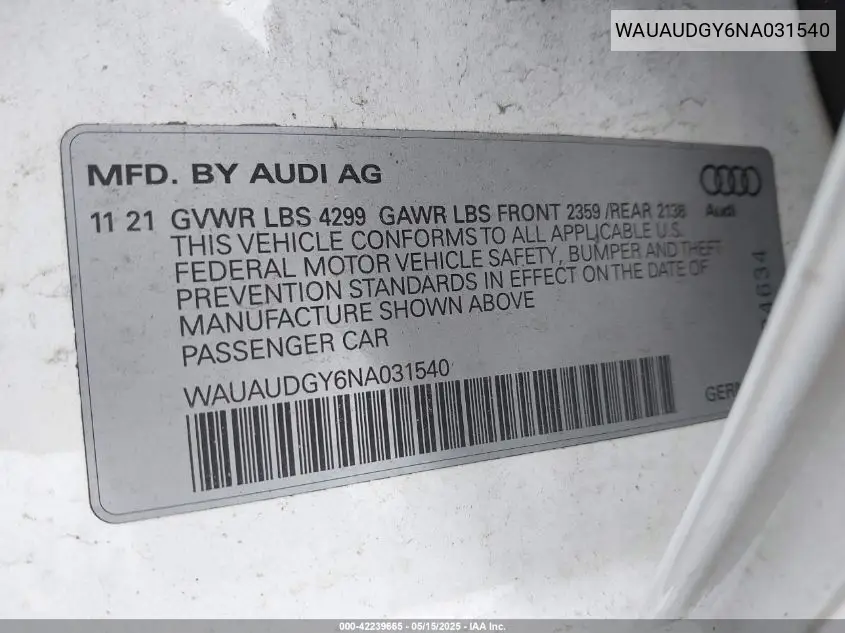 WAUAUDGY6NA031540
MFD. BY AUDI AG
Audi
11 21 GVWR LBS 4299 GAWR LBS FRONT 2359 /REAR 2138
THIS VEHICLE CONFORMS TO ALL APPLICABLE U.S.
FEDERAL MOTOR VEHICLE SAFETY, BUMPER AND THEFT
PREVENTION STANDARDS IN EFFECT ON THE DATE OF
MANUFACTURE SHOWN ABOVE
PASSENGER CAR
WAUAUDGY6NA031540
000-42239665 - 05/15/2025 - IAA Inc.